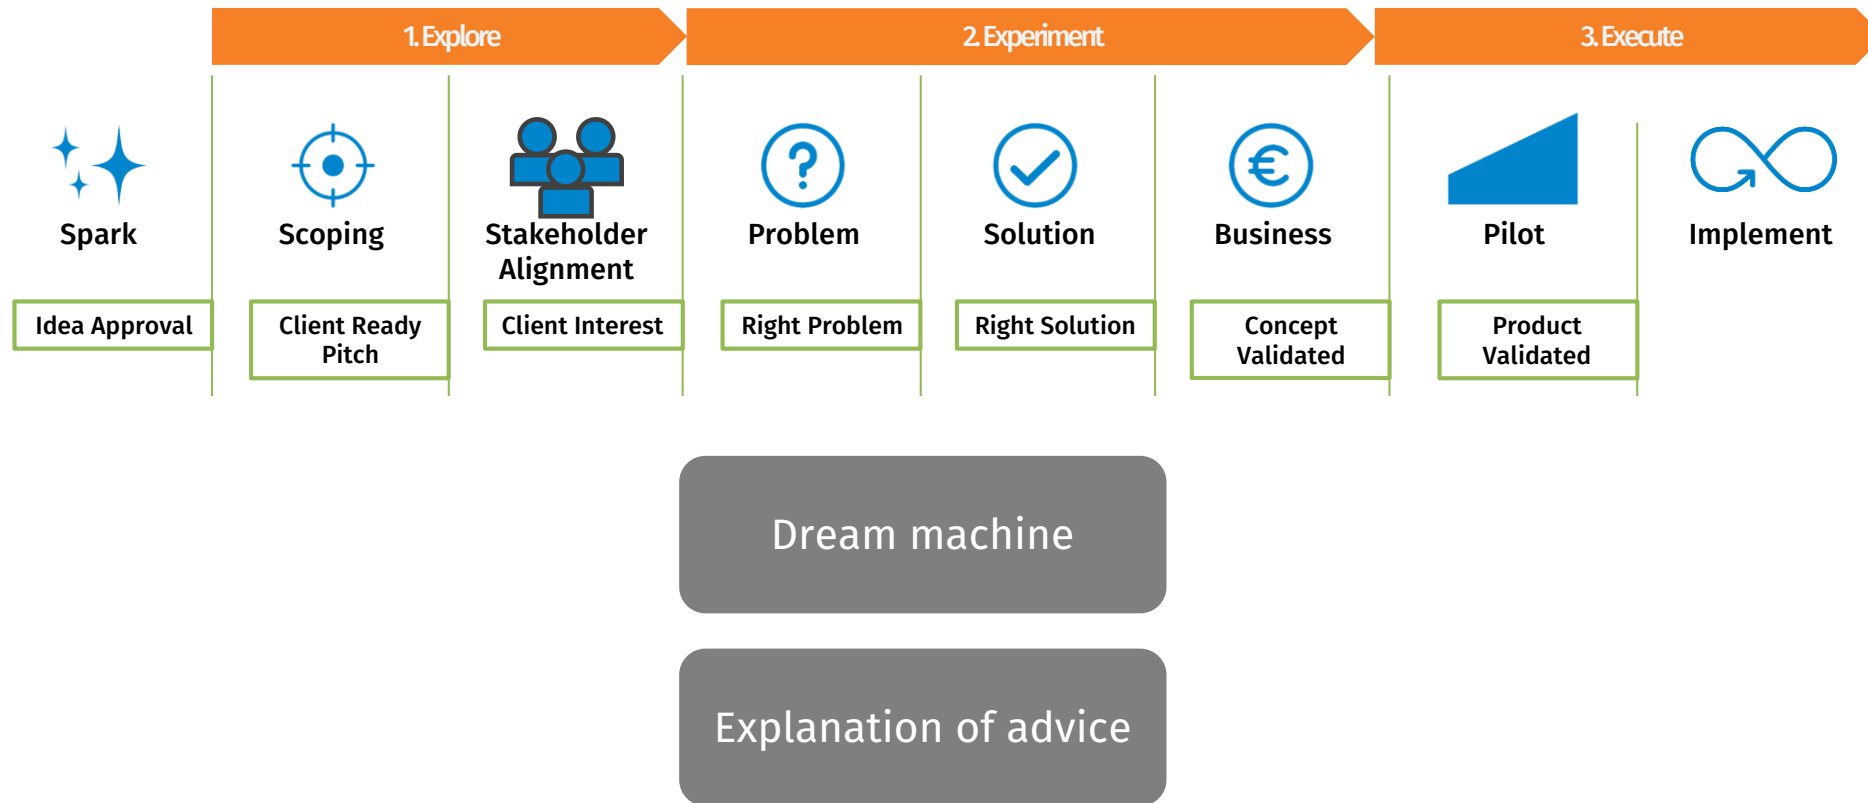 1. Explore
2. Experiment
3. Execute
Spark
Scoping
Stakeholder
Alignment
Problem
Solution
Business
Pilot
Implement
Idea Approval
Client Ready
Pitch
Client Interest
Right Problem
Right Solution
Concept
Validated
Product
Validated
Dream machine
Explanation of advice